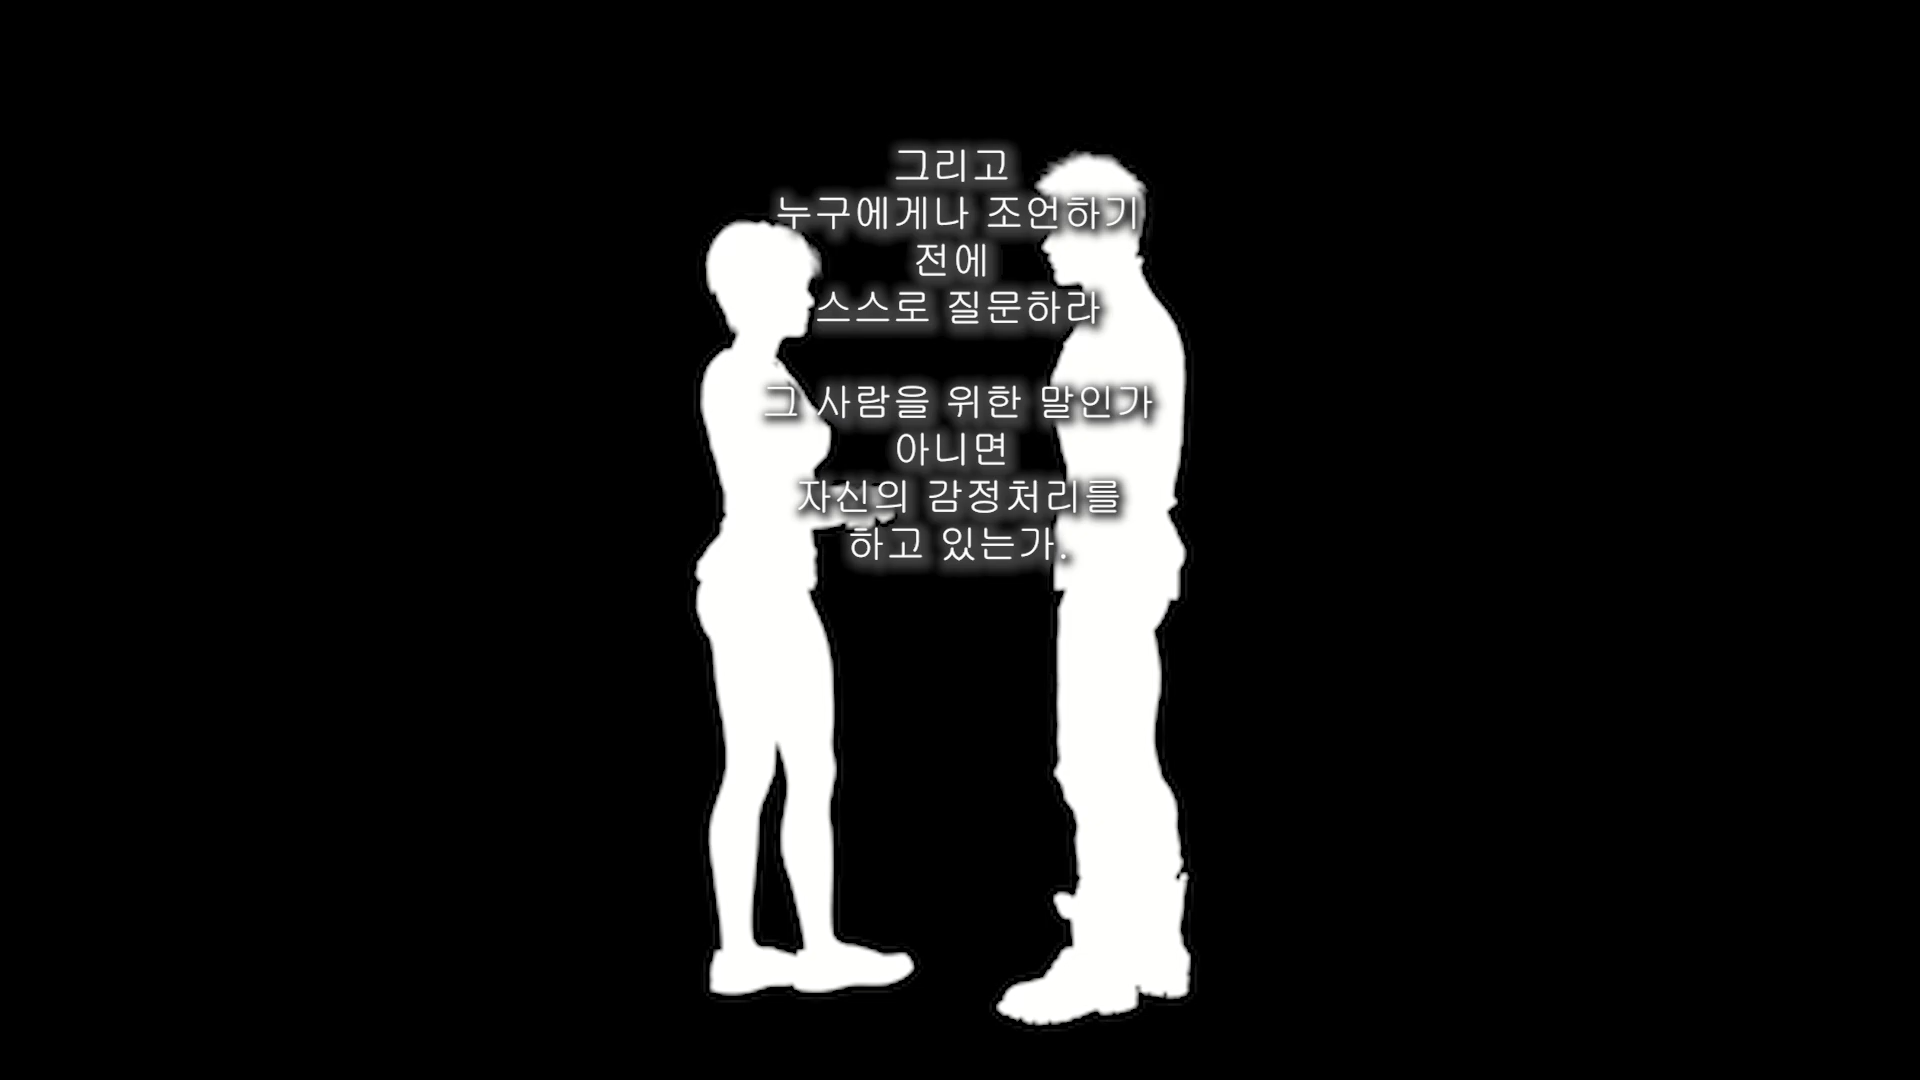 그리고
누구에게나 조언하기
전에
스스로 질문하라
그 사람을 위한 말인가
아니면
자신의 감정처리를
하고 있는가.